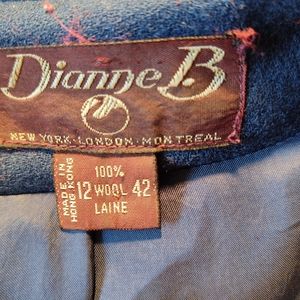 Dianne B.
NEW YORK · LONDON · MONTREAL
MADE IN
HONG KONG
100%
12 WOOL 42
LAINE